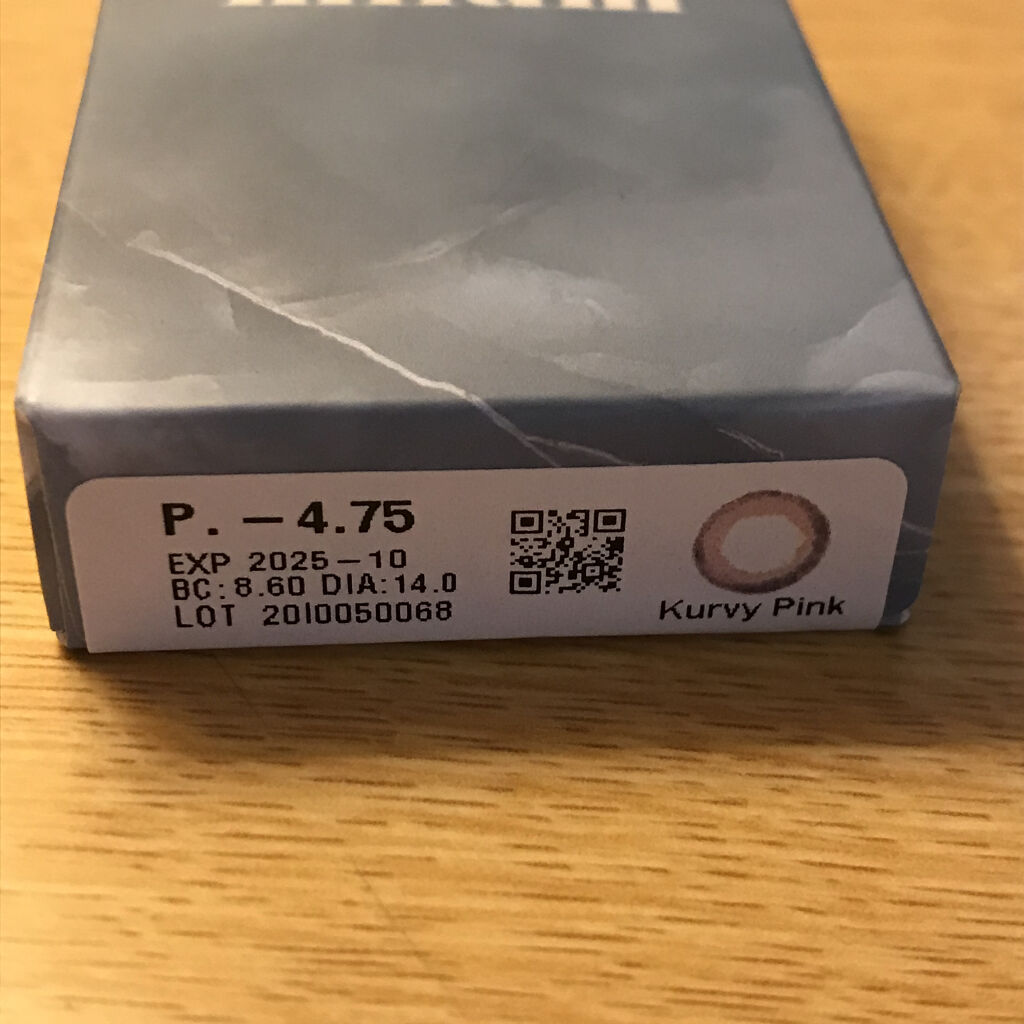 P. -4.75
EXP 2025-10
BC:8.60 DIA:14.0
LOT 20I0050068
Kurvy Pink